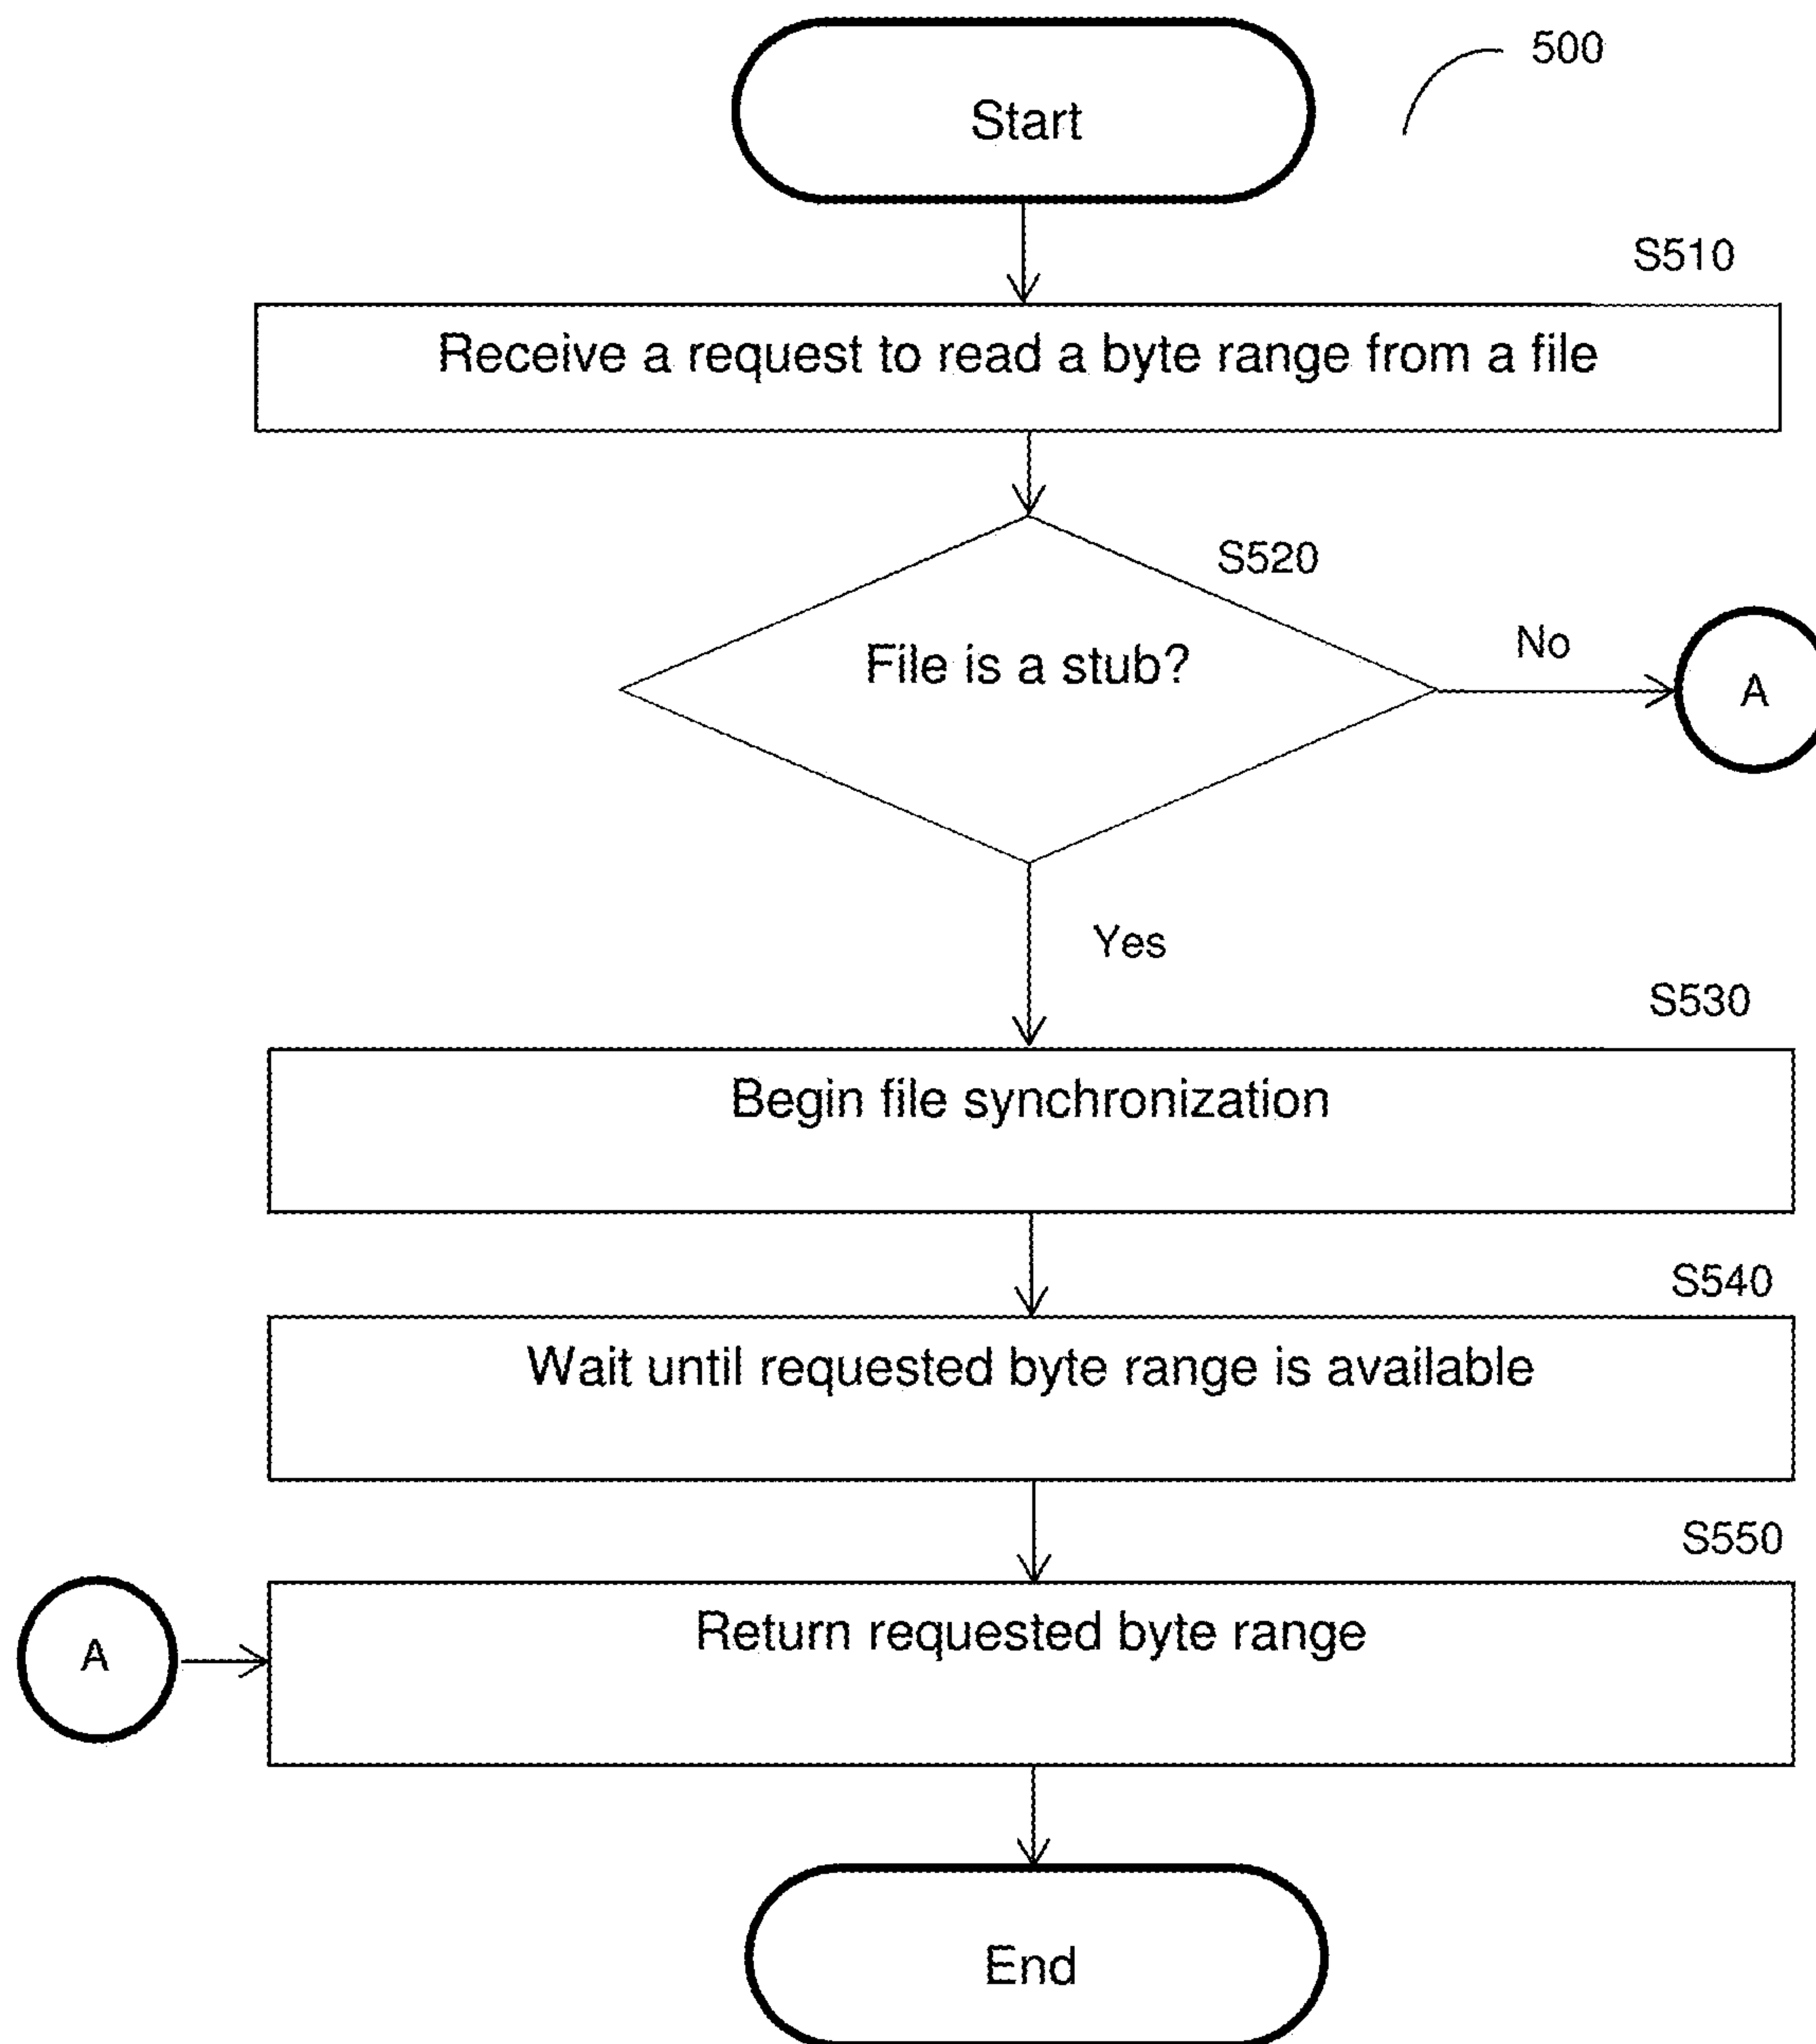 500
Start
S510
Receive a request to read a byte range from a file
S520
File is a stub?
No
A
Yes
S530
Begin file synchronization
S540
Wait until requested byte range is available
S550
A
Return requested byte range
End